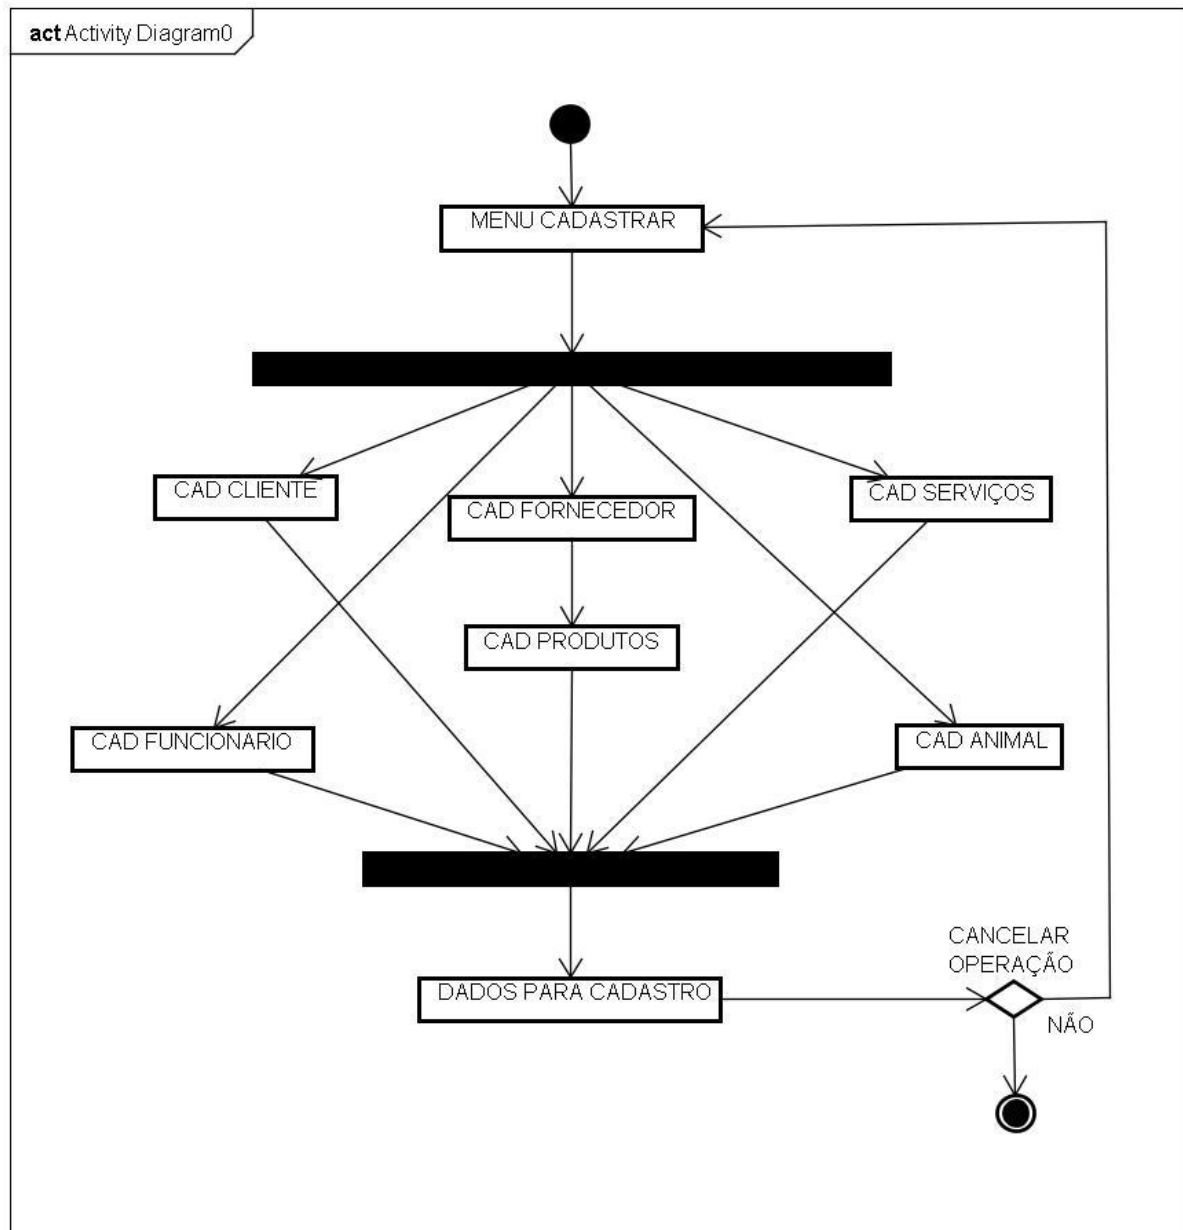 act Activity Diagram0
MENU CADASTRAR
CAD CLIENTE
CAD FORNECEDOR
CAD SERVIÇOS
CAD PRODUTOS
CAD FUNCIONARIO
CAD ANIMAL
CANCELAR
OPERAÇÃO
DADOS PARA CADASTRO
NÃO